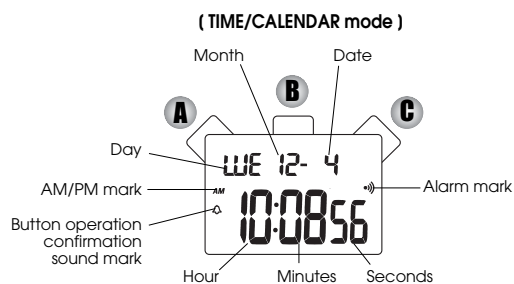 ( TIME/CALENDAR mode )
Month
Date
A
B
C
Day
WE 12- 4
AM/PM mark
AM
Alarm mark
10:08 56
Button operation
confirmation
sound mark
Hour
Minutes
Seconds